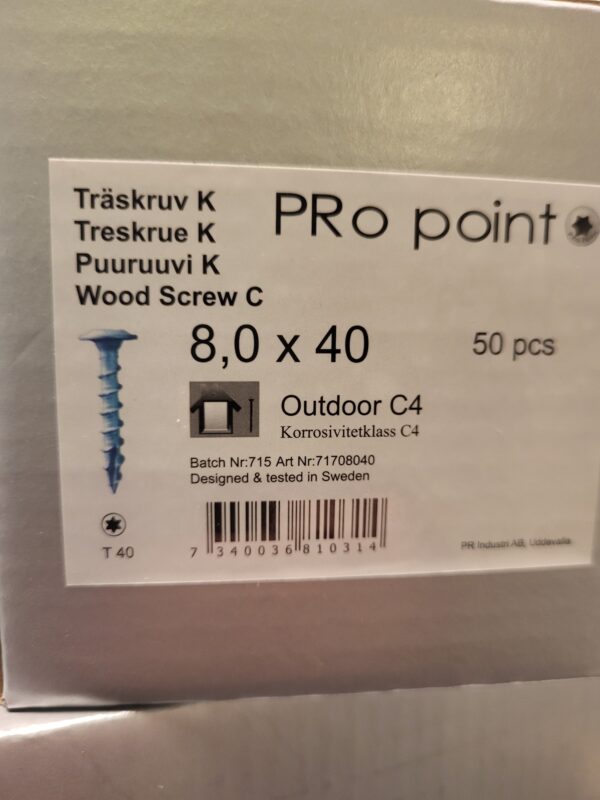 Träskruv K
Treskrue K
Puuruuvi K
Wood Screw C
PRo point
8,0 x 40
50 pcs
Outdoor C4
Korrosivitetklass C4
Batch Nr:715 Art Nr:71708040
Designed & tested in Sweden
T 40
7 340036 810314
PR Industri AB, Uddevalla